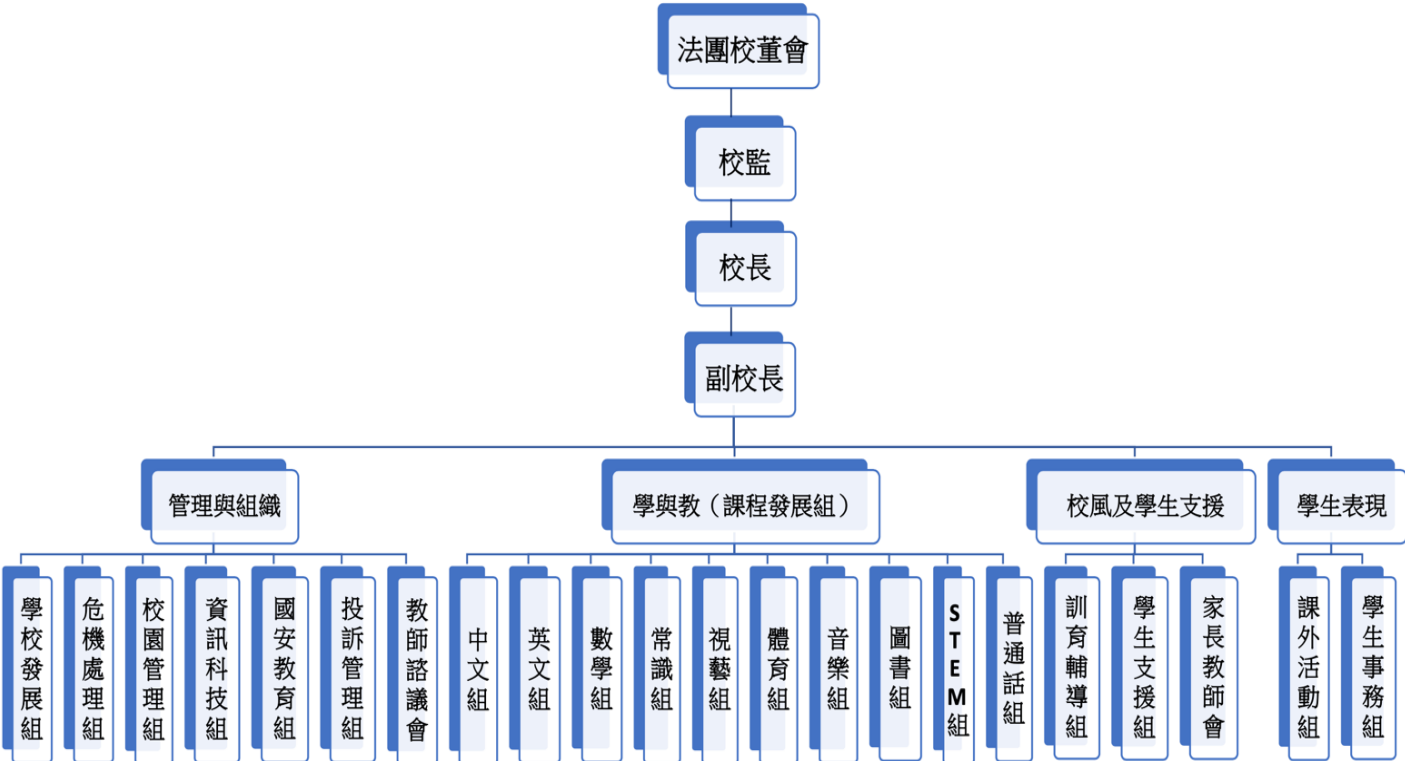 法團校董會
校監
校長
副校長
管理與組織
學與教（課程發展組）
校風及學生支援
學生表現
學校發展組
危機處理組
校園管理組
資訊科技組
國安教育組
投訴管理組
教師諮議會
中文組
英文組
數學組
常識組
視藝組
體育組
音樂組
圖書組
STEM組
普通話組
訓育輔導組
學生支援組
家長教師會
課外活動組
學生事務組